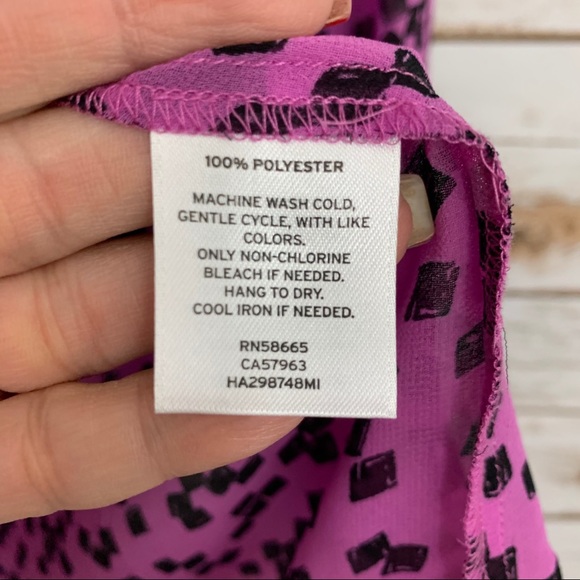 100% POLYESTER
MACHINE WASH COLD,
GENTLE CYCLE, WITH LIKE
COLORS.
ONLY NON-CHLORINE
BLEACH IF NEEDED.
HANG TO DRY.
COOL IRON IF NEEDED.
RN58665
CA57963
HA298748MI